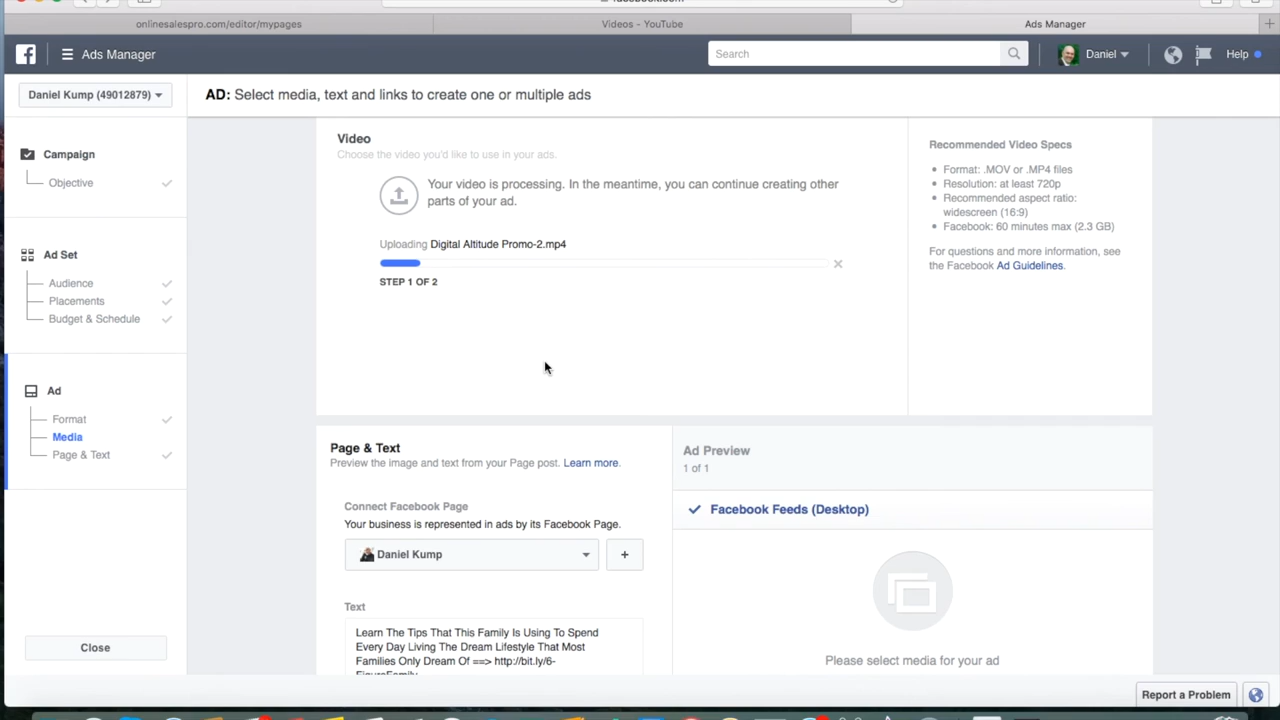 onlinesalespro.com/editor/mypages
Videos - YouTube
Ads Manager
Ads Manager
Search
Daniel
Help
Daniel Kump (49012879)
AD: Select media, text and links to create one or multiple ads
Campaign
Objective
Ad Set
Audience
Placements
Budget & Schedule
Ad
Format
Media
Page & Text
Close
Video
Choose the video you'd like to use in your ads.
Your video is processing. In the meantime, you can continue creating other
parts of your ad.
Uploading Digital Altitude Promo-2.mp4
STEP 1 OF 2
Recommended Video Specs
Format: .MOV or .MP4 files
Resolution: at least 720p
Recommended aspect ratio:
widescreen (16:9)
Facebook: 60 minutes max (2.3 GB)
For questions and more information, see
the Facebook Ad Guidelines.
Page & Text
Preview the image and text from your Page post. Learn more.
Connect Facebook Page
Your business is represented in ads by its Facebook Page.
Daniel Kump
+
Text
Learn The Tips That This Family Is Using To Spend
Every Day Living The Dream Lifestyle That Most
Families Only Dream Of ==> http://bit.ly/6-
Ad Preview
1 of 1
Facebook Feeds (Desktop)
Please select media for your ad
Report a Problem